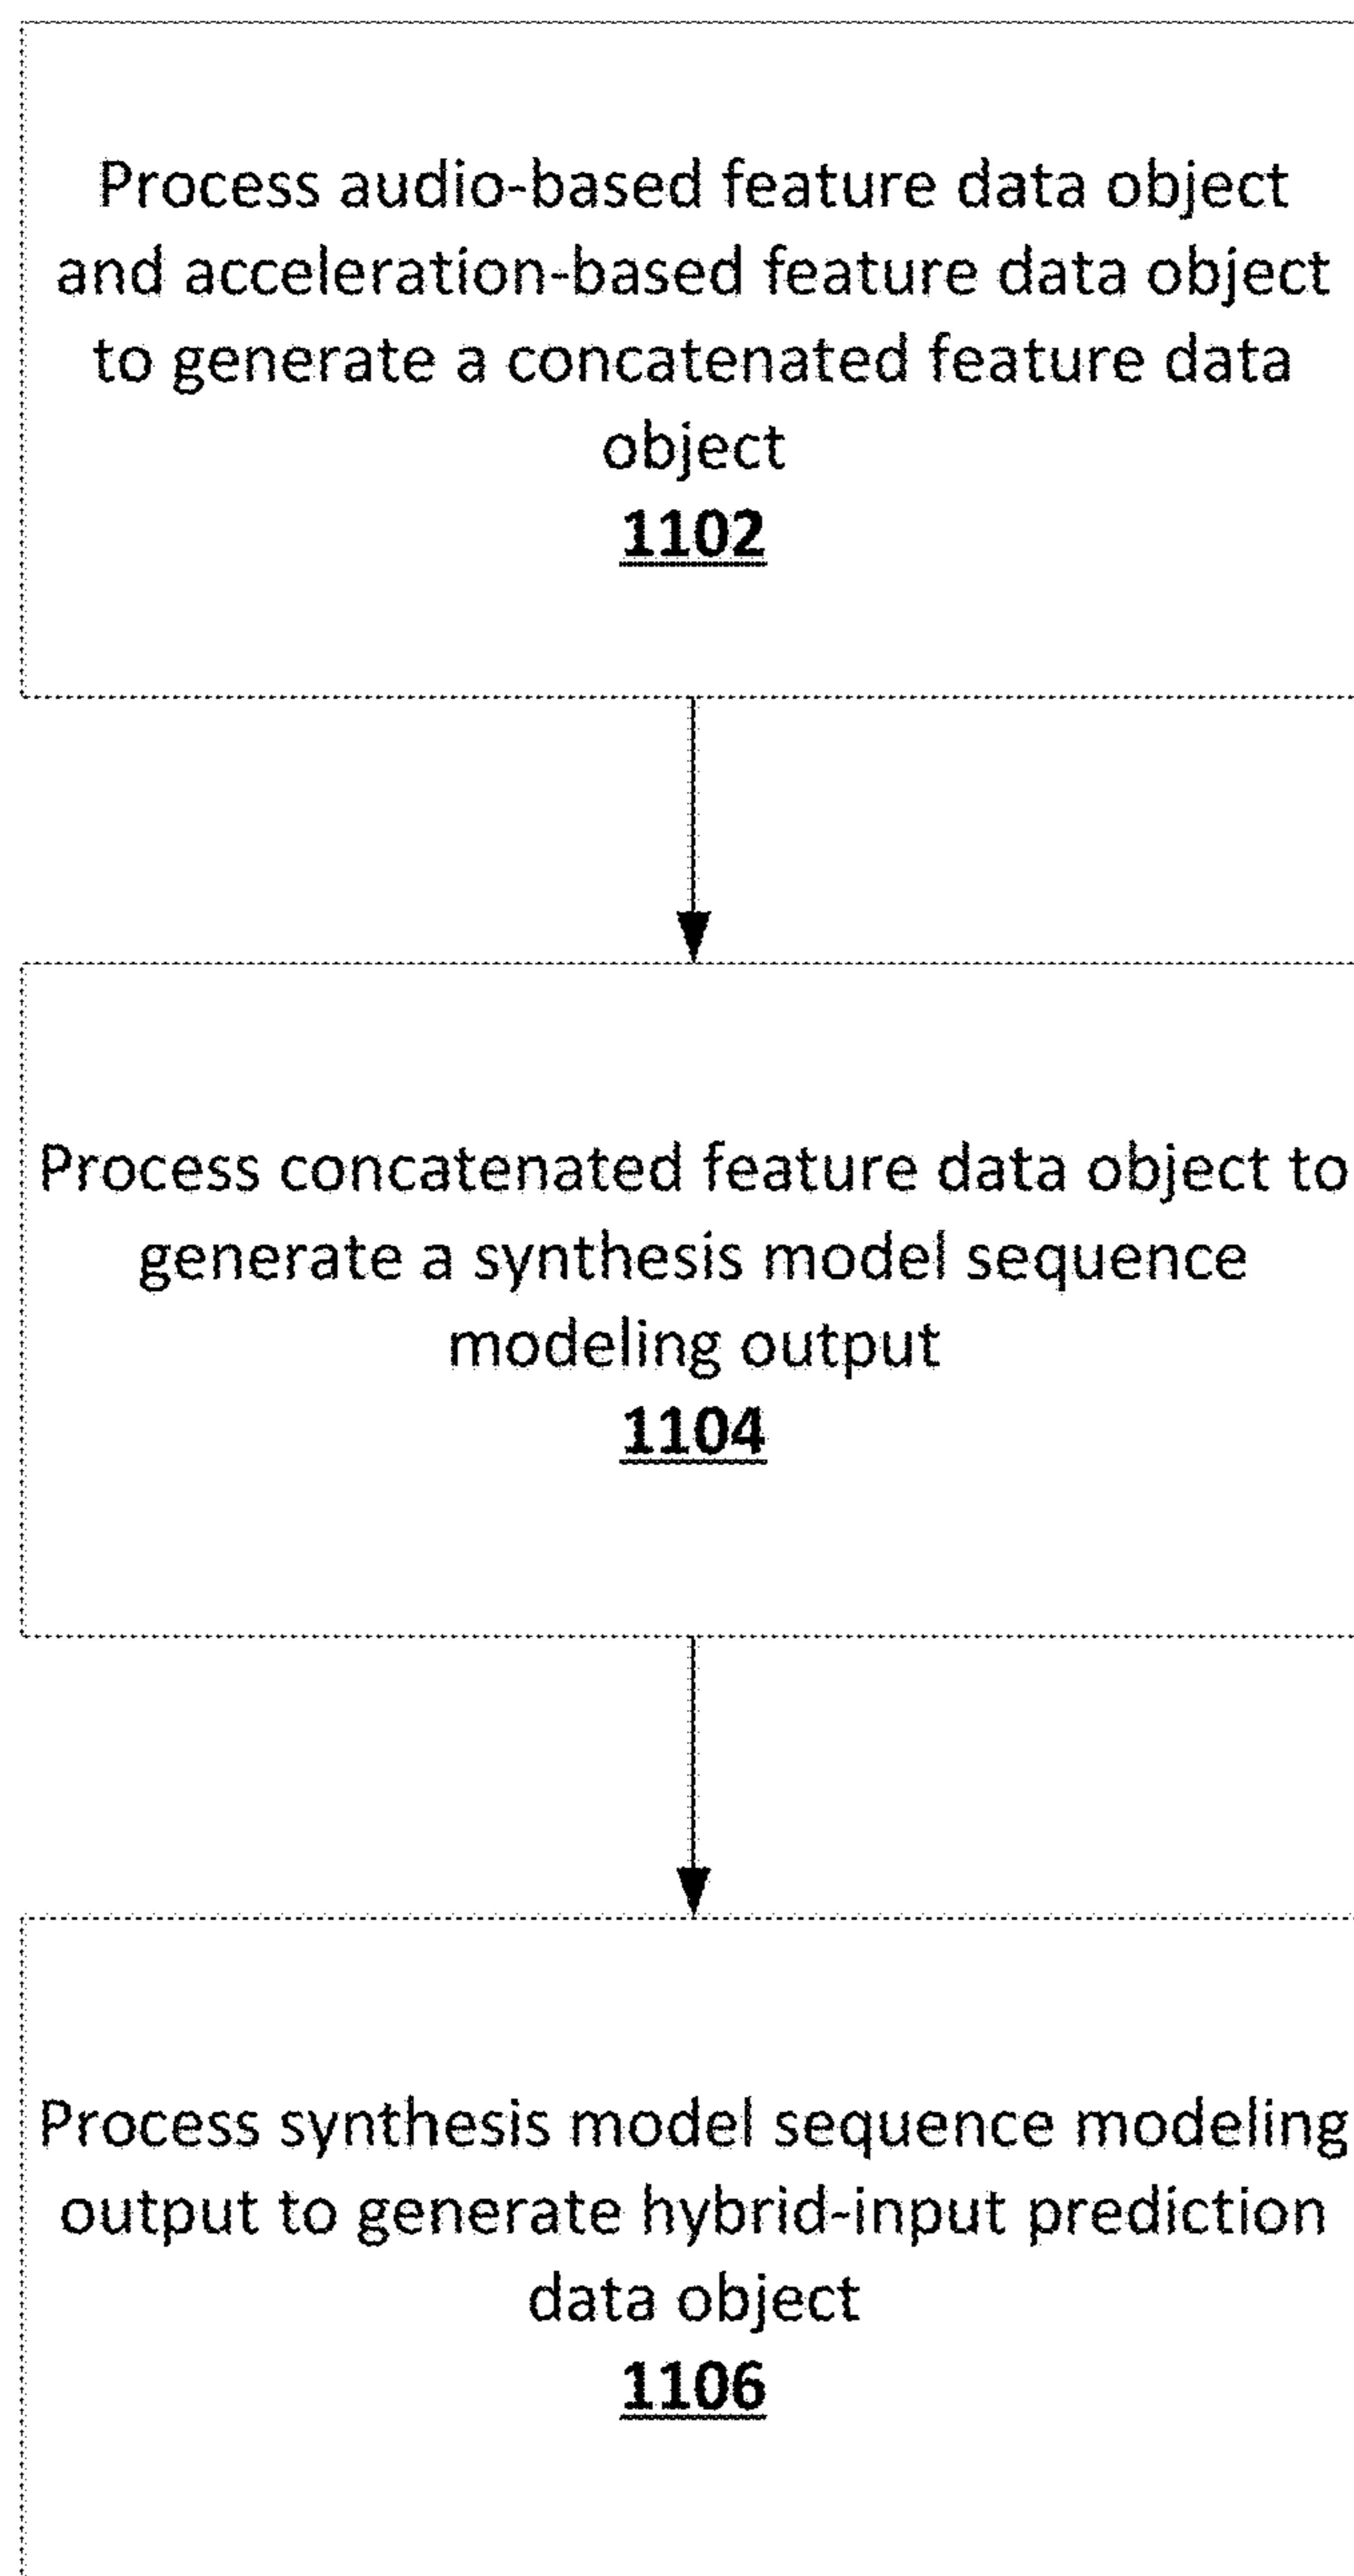 Process audio-based feature data object
and acceleration-based feature data object
to generate a concatenated feature data
object
1102
Process concatenated feature data object to
generate a synthesis model sequence
modeling output
1104
Process synthesis model sequence modeling
output to generate hybrid-input prediction
data object
1106